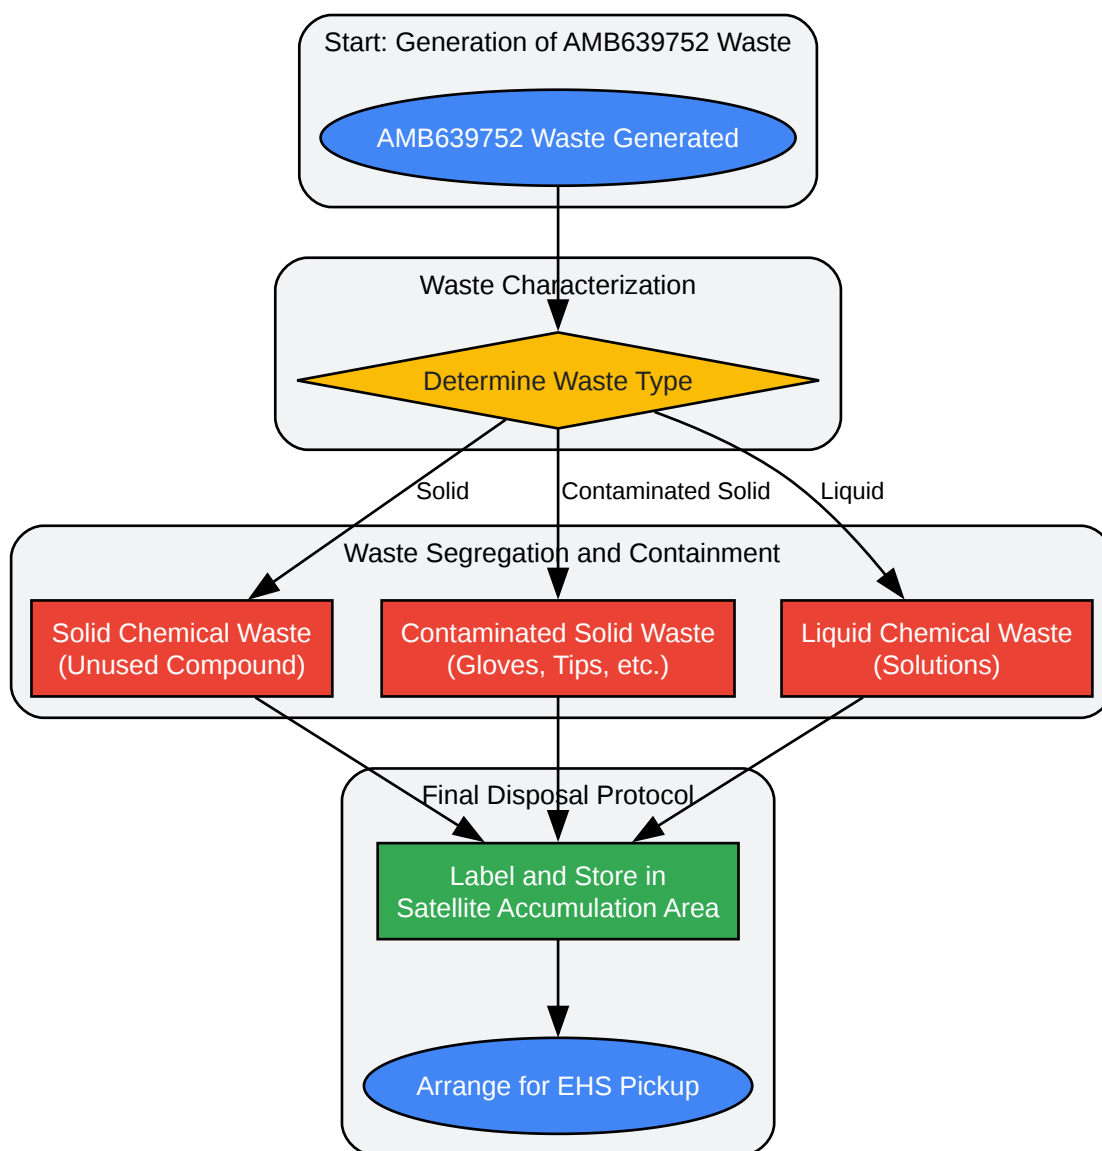 Start: Generation of AMB639752 Waste
AMB639752 Waste Generated
Waste Characterization
Determine Waste Type
Solid
Contaminated Solid
Liquid
Waste Segregation and Containment
Solid Chemical Waste
(Unused Compound)
Contaminated Solid Waste
(Gloves, Tips, etc.)
Liquid Chemical Waste
(Solutions)
Final Disposal Protocol
Label and Store in
Satellite Accumulation Area
Arrange for EHS Pickup